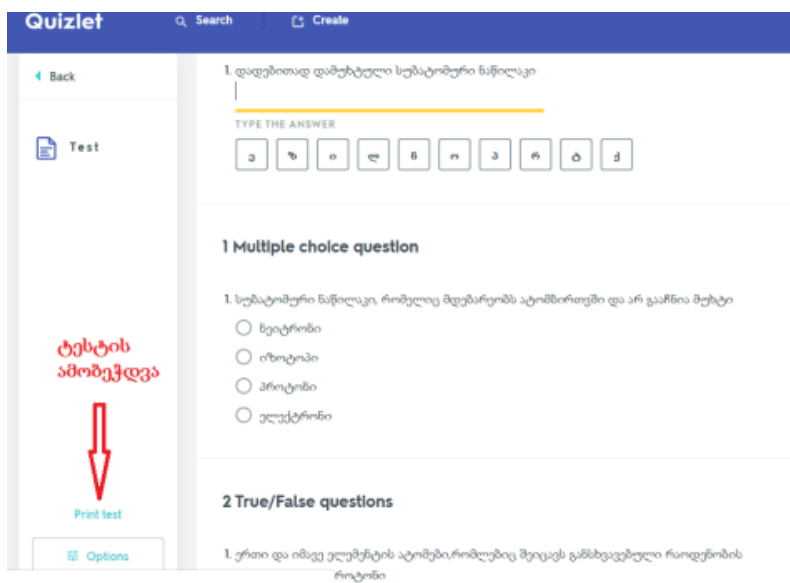 Quizlet
Search
Create
Back
1. დადებითად დამუხტული სუბატომური ნაწილაკი
TYPE THE ANSWER
ე ზ ი ლ ნ ო პ რ ტ ქ
Test
1 Multiple choice question
1. სუბატომური ნაწილაკი, რომელიც მდებარეობს ატომბირთვში და არ გააჩნია მუხტი
ნეიტრონი
იზოტოპი
პროტონი
ელექტრონი
ტესტის
ამობეჭდვა
Print test
Options
2 True/False questions
1. ერთი და იმავე ელემენტის ატომები,რომლებიც შეიცავს განსხვავებული რაოდენობის
როტონი